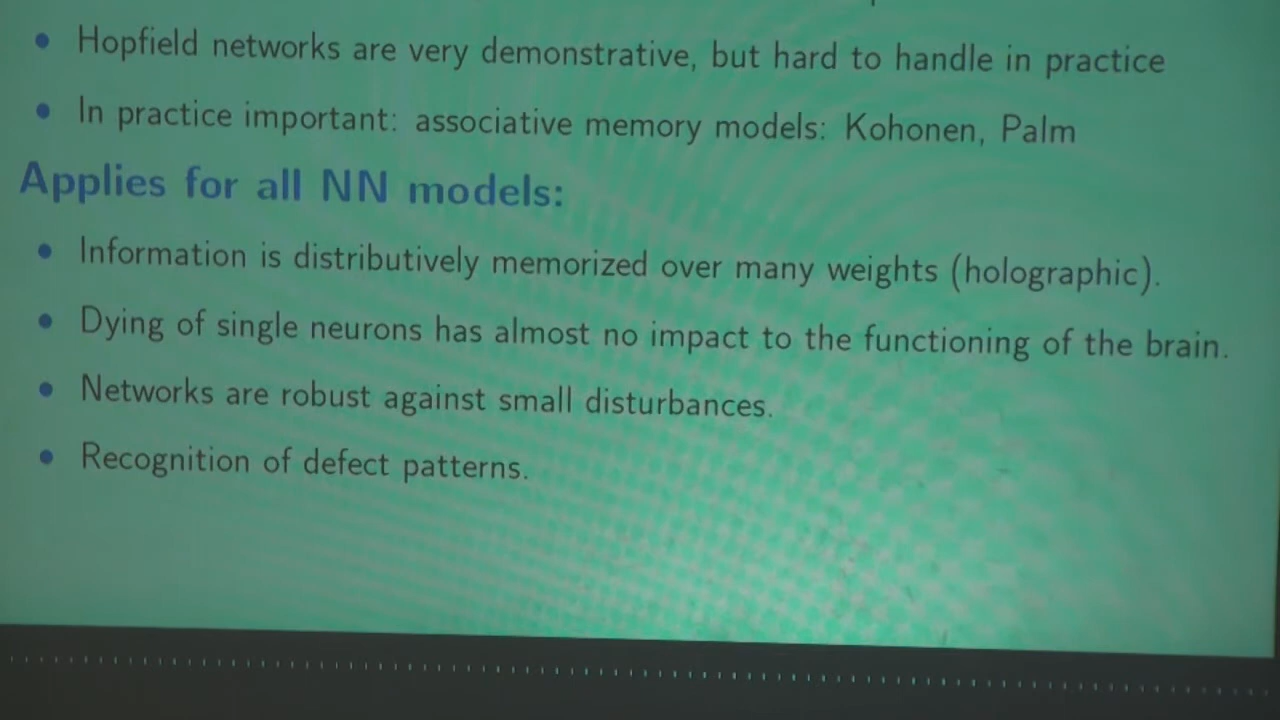 • Hopfield networks are very demonstrative, but hard to handle in practice
• In practice important: associative memory models: Kohonen, Palm
Applies for all NN models:
• Information is distributively memorized over many weights (holographic).
• Dying of single neurons has almost no impact to the functioning of the brain.
• Networks are robust against small disturbances.
• Recognition of defect patterns.